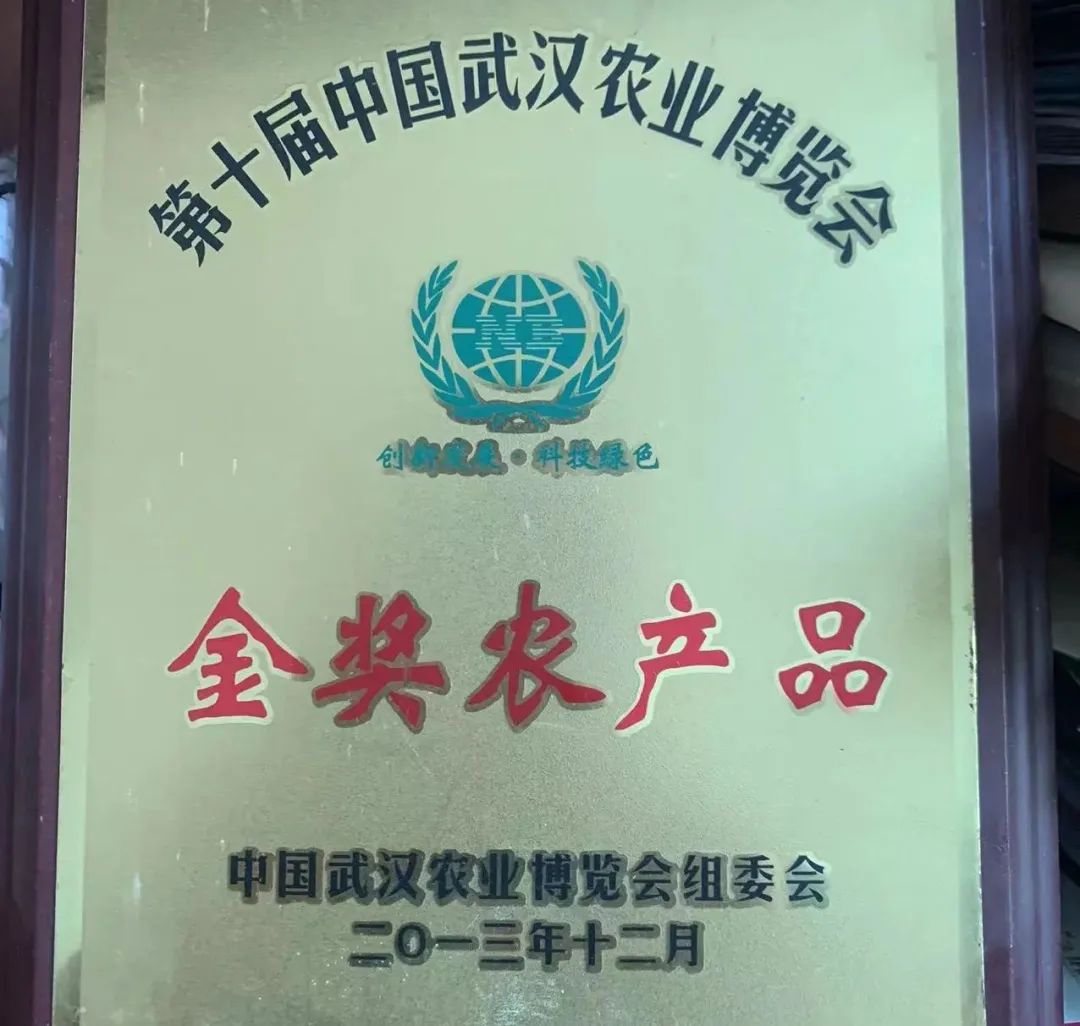 第十届中国武汉农业博览会
NB
创新发展·科技绿色
金奖农产品
中国武汉农业博览会组委会
二〇一三年十二月